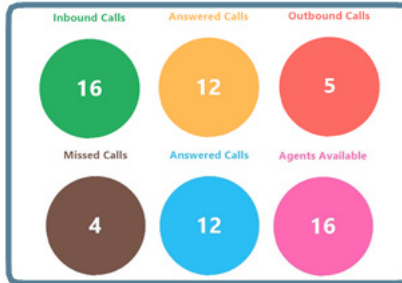 Inbound Calls
Answered Calls
Outbound Calls
16
12
5
Missed Calls
Answered Calls
Agents Available
4
12
16